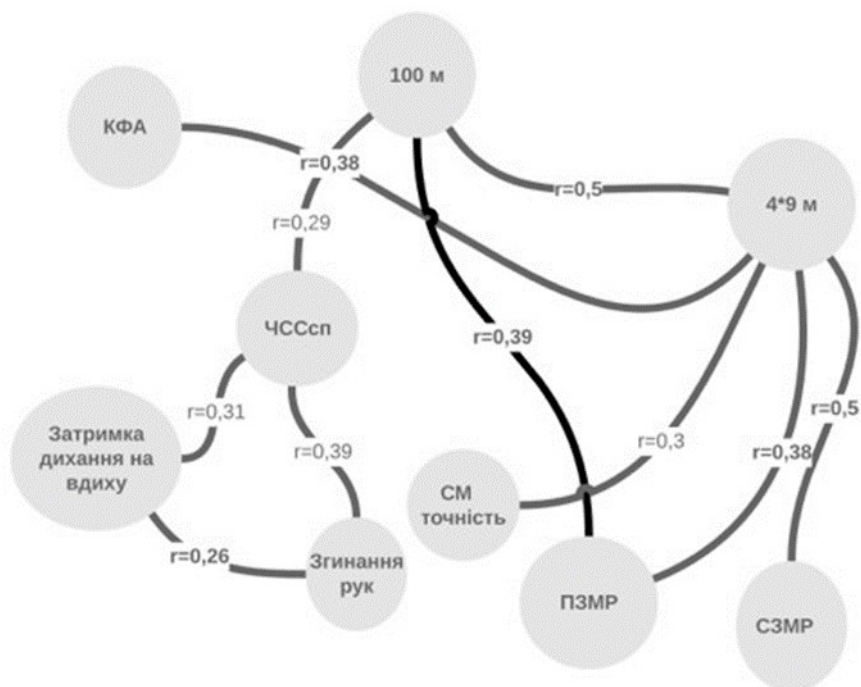 100 м
КФА
r=0,38
r=0,5
4*9 м
r=0,29
ЧССсп
r=0,39
r=0,31
r=0,5
Затримка
дихання на
вдиху
r=0,39
r=0,3
r=0,38
СМ
точність
r=0,26
Згинання
рук
ПЗМР
СЗМР